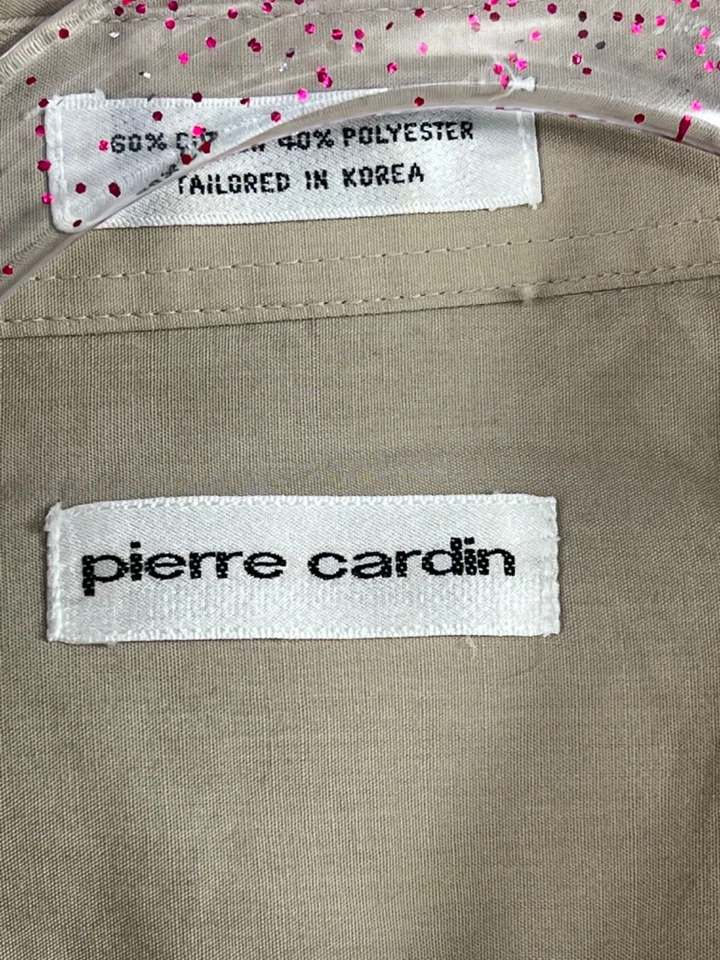 60% 40% POLYESTER
TAILORED IN KOREA
pierre cardin